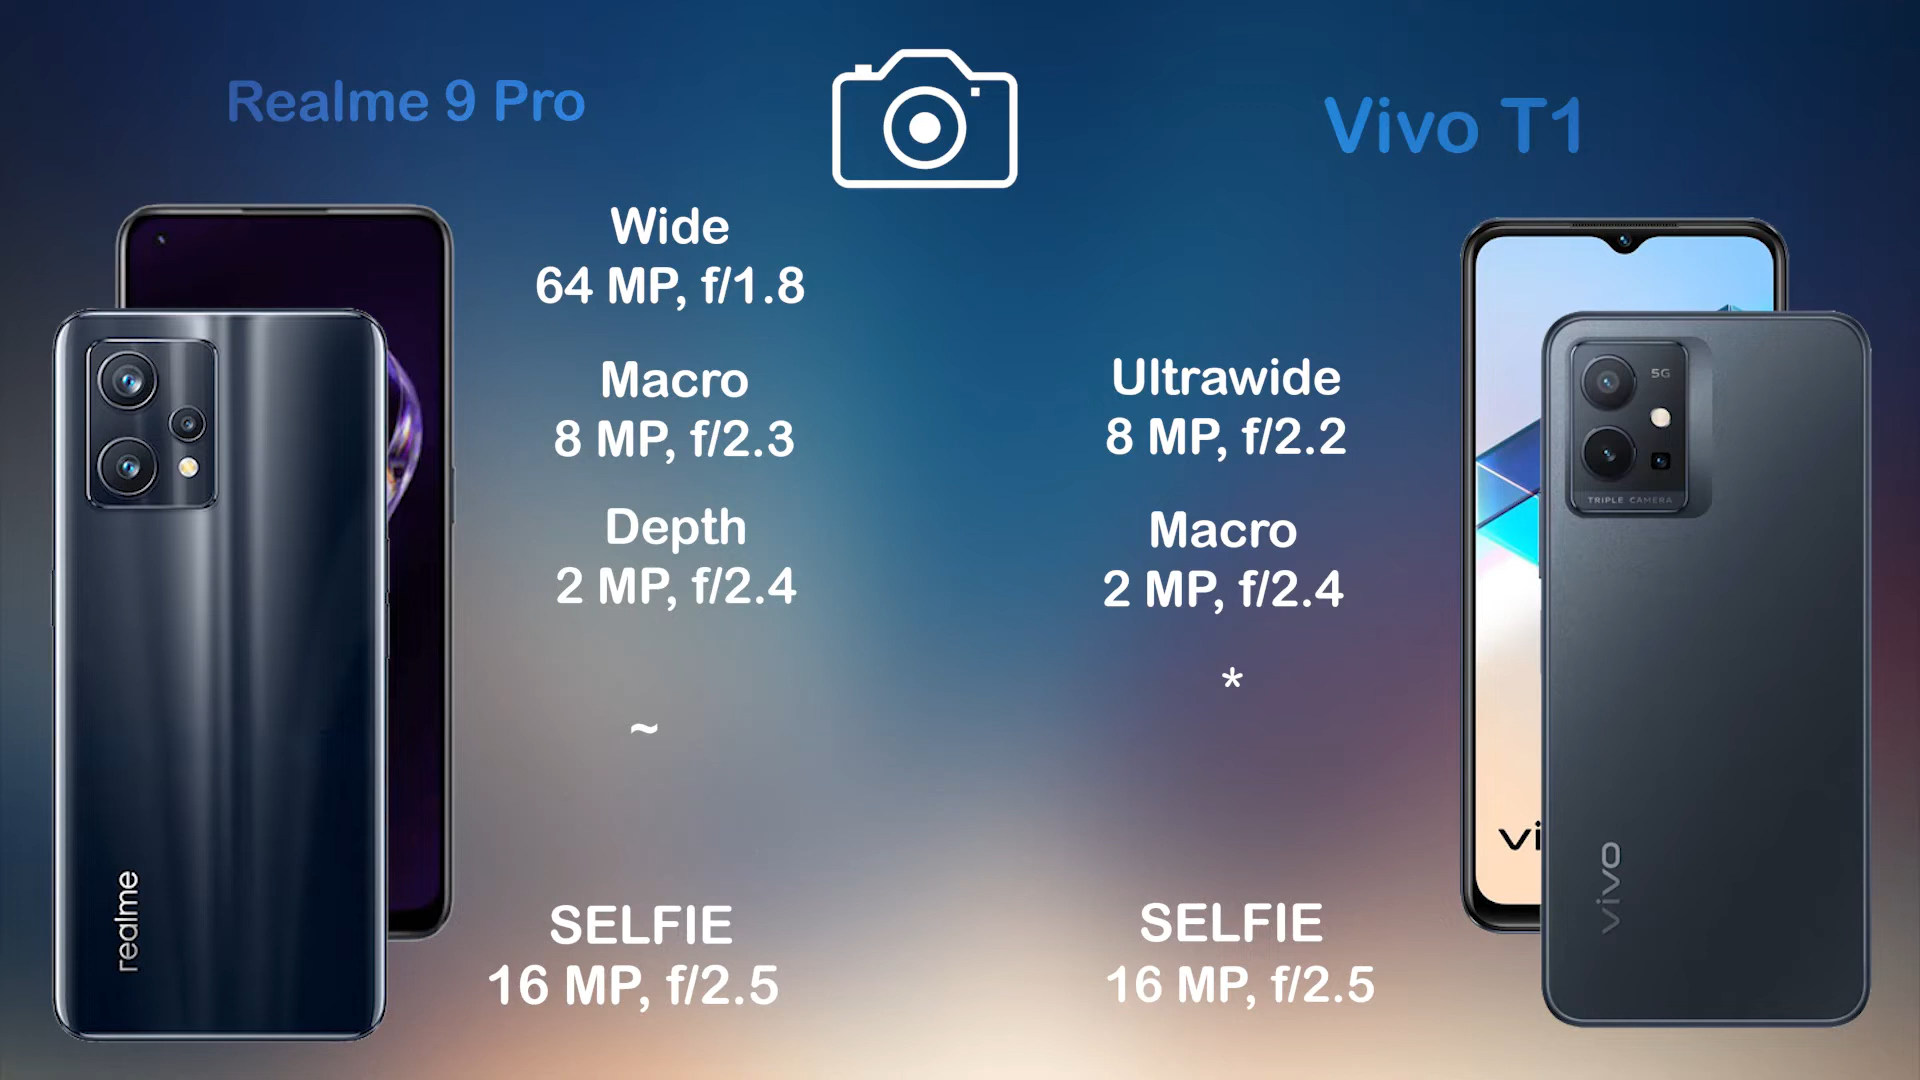 Realme 9 Pro
Vivo T1
Wide
64 MP, f/1.8
Macro
8 MP, f/2.3
Depth
2 MP, f/2.4
~
SELFIE
16 MP, f/2.5
Ultrawide
8 MP, f/2.2
Macro
2 MP, f/2.4
*
SELFIE
16 MP, f/2.5
realme
5G
TRIPLE CAMERA
vi
vivo